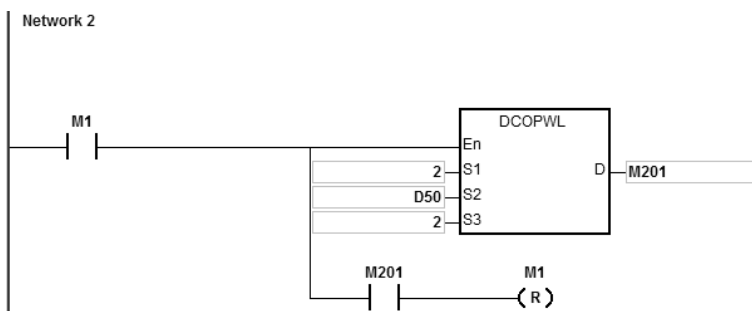 Network 2
M1
DCOPWL
En
2 S1 D M201
D50 S2
2 S3
M201 M1
R